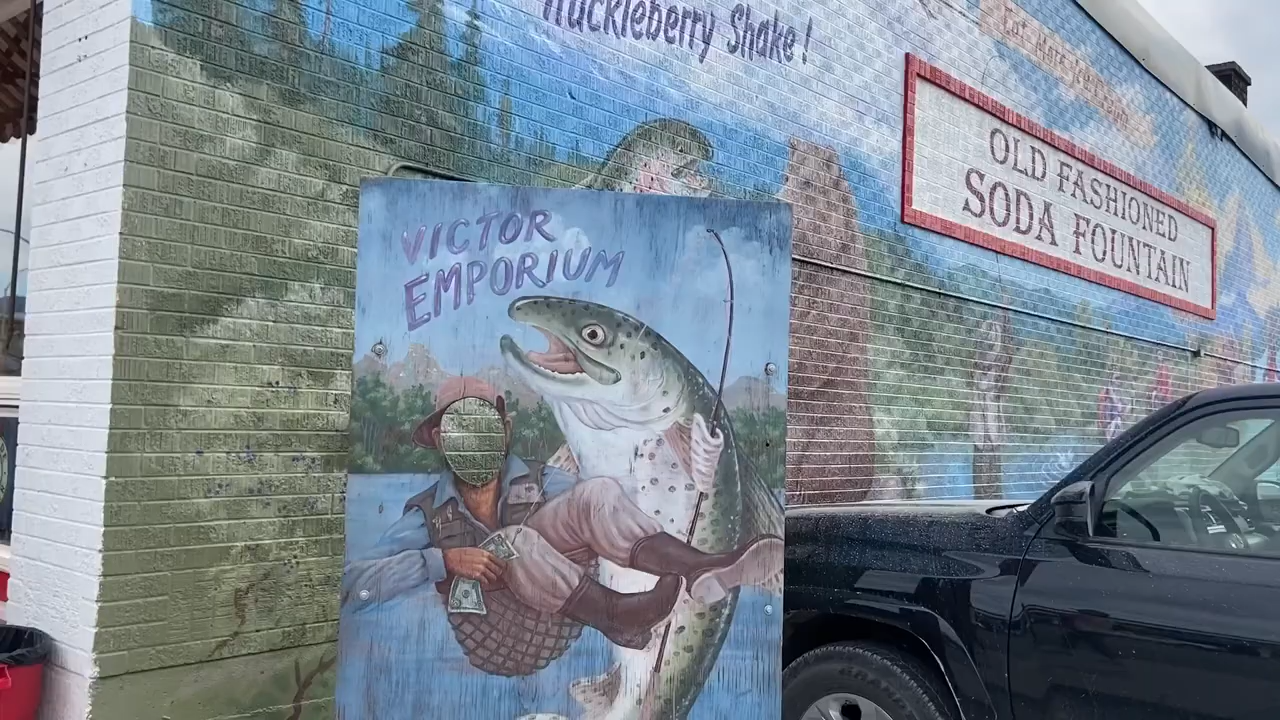 Huckleberry Shake!
OLD FASHIONED
SODA FOUNTAIN
VICTOR
EMPORIUM